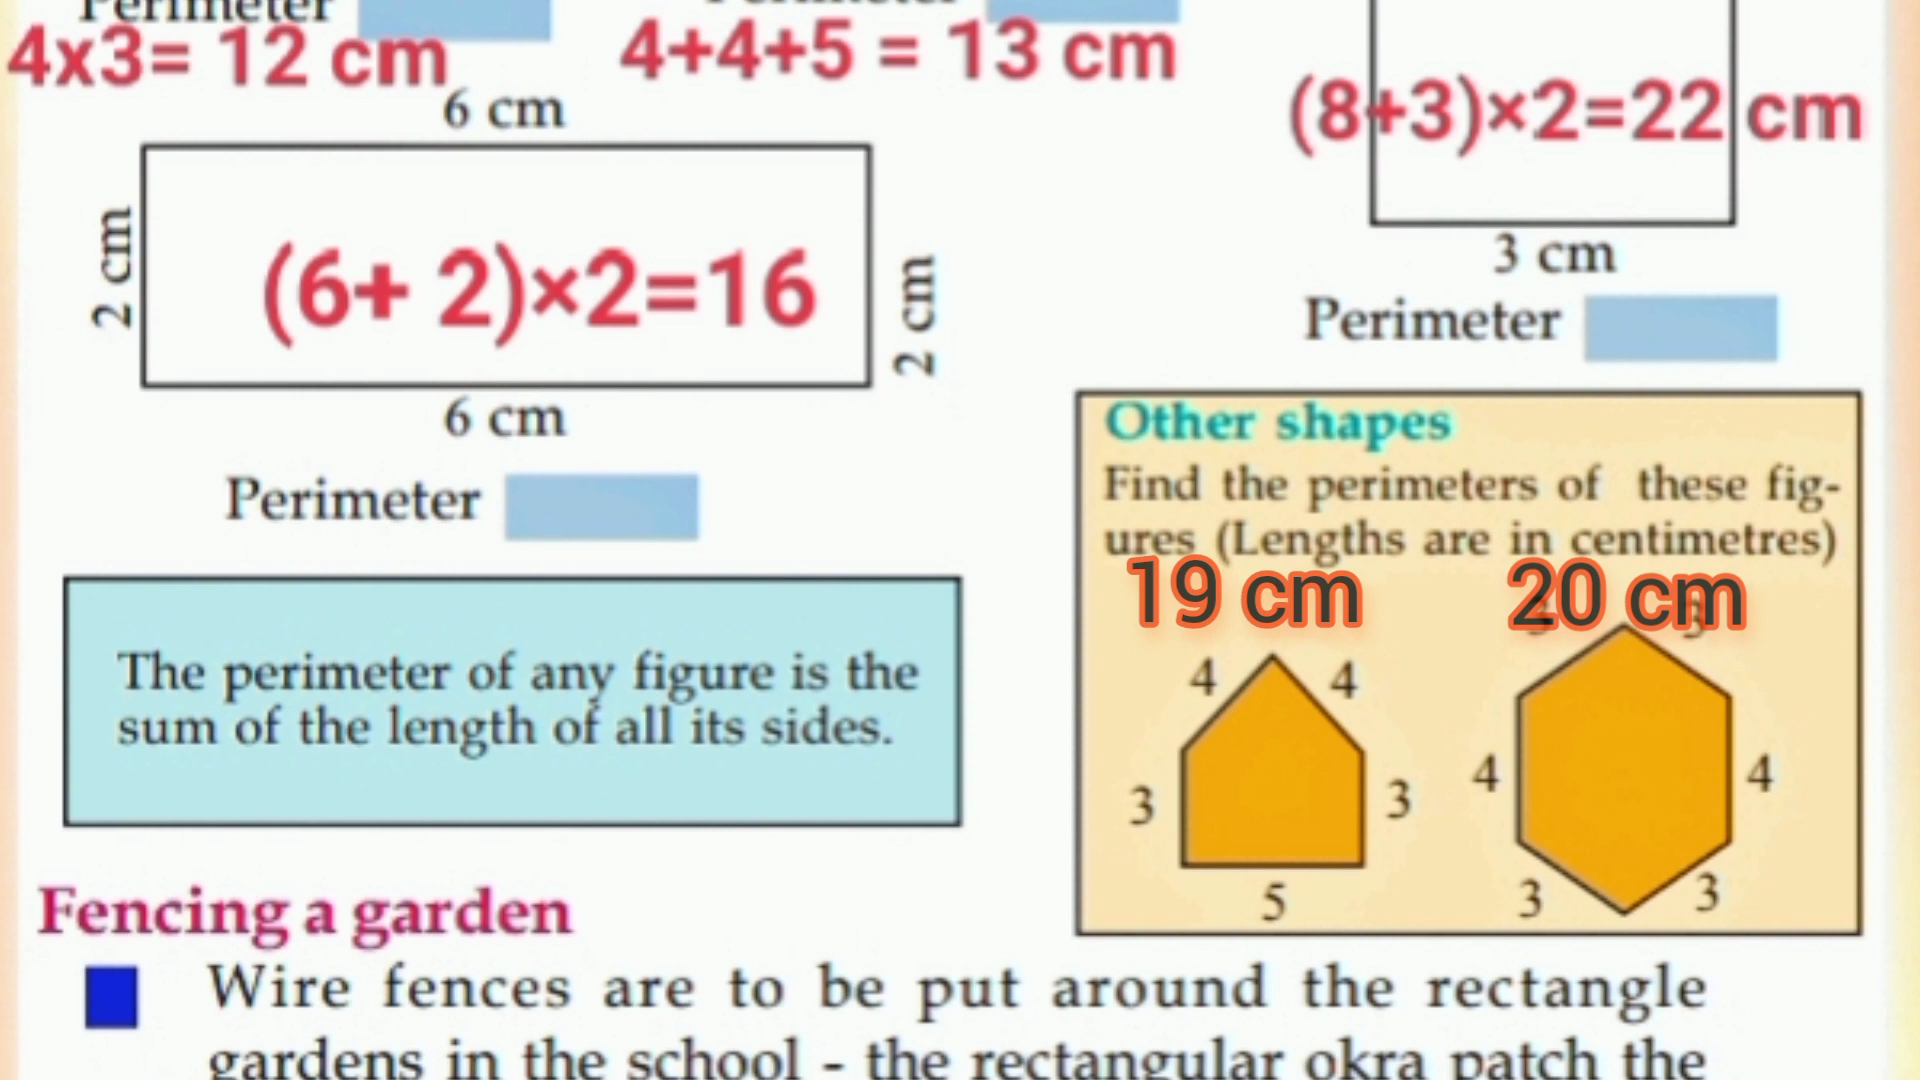 Perimeter
Perimeter
4x3= 12 cm
4+4+5 = 13 cm
6 cm
(8+3)×2=22 cm
2 cm
(6+ 2)×2=16
2 cm
6 cm
3 cm
Perimeter
Perimeter
Other shapes
Find the perimeters of these fig-
ures (Lengths are in centimetres)
19 cm
20 cm
3
3
4
4
3
3
5
4
4
3
3
The perimeter of any figure is the
sum of the length of all its sides.
Fencing a garden
Wire fences are to be put around the rectangle
gardens in the school - the rectangular okra patch the